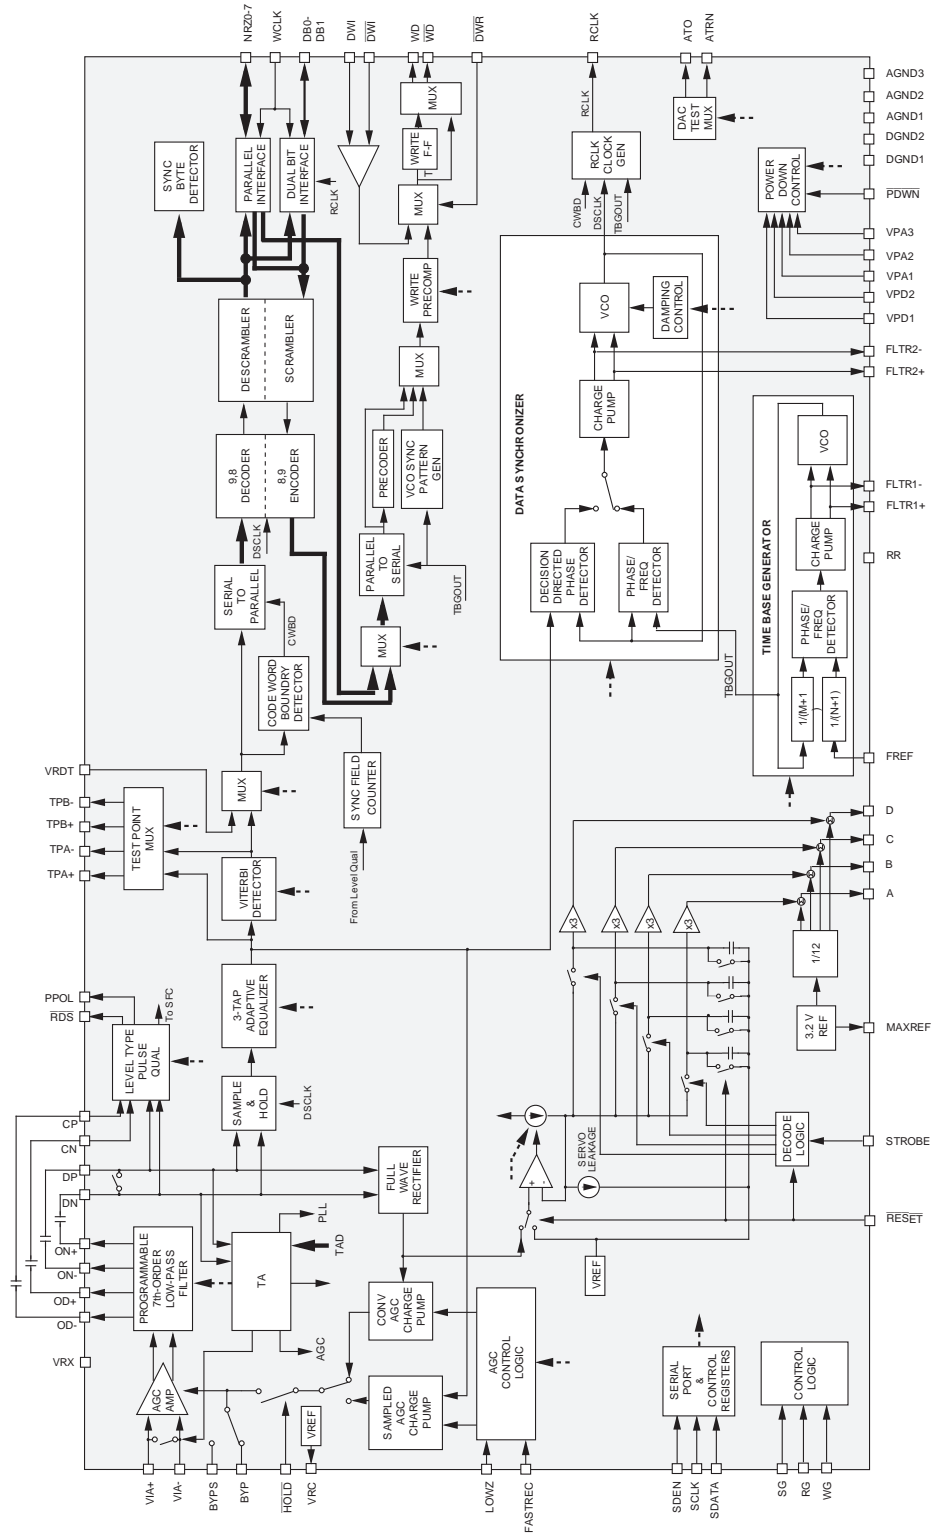 NRZ0-7
WCLK
DB0-
DB1
DWI
DWI
WD
WD
DWR
RCLK
ATO
ATRN
AGND3
AGND2
AGND1
DGND2
DGND1
PDWN
VPA3
VPA2
VPA1
VPD2
VPD1
FLTR2-
FLTR2+
FLTR1-
FLTR1+
RR
FREF
D
C
B
A
MAXREF
STROBE
RESET
VRDT
TPB-
TPB+
TPA-
TPA+
PPOL
RDS
CP
CN
DP
DN
ON+
ON-
OD+
OD-
VRX
VIA+
VIA-
BYPS
BYP
HOLD
VRC
LOWZ
FASTREC
SDEN
SCLK
SDATA
SG
RG
WG
SYNC
BYTE
DETECTOR
PARALLEL
INTERFACE
DUAL BIT
INTERFACE
RCLK
MUX
WRITE
F-F
T
MUX
WRITE
PRECOMP
MUX
DESCRAMBLER
SCRAMBLER
9,8
DECODER
8,9
ENCODER
DSCLK
PRECODER
VCO SYNC
PATTERN
GEN
PARALLEL
TO
SERIAL
TBGOUT
SERIAL
TO
PARALLEL
CWBD
CODE WORD
BOUNDRY
DETECTOR
MUX
MUX
SYNC FIELD
COUNTER
From Level Qual
TEST POINT
MUX
VITERBI
DETECTOR
3-TAP
ADAPTIVE
EQUALIZER
SAMPLE
&
HOLD
DSCLK
LEVEL TYPE
PULSE
QUAL
To SFC
FULL
WAVE
RECTIFIER
PROGRAMMABLE
7th-ORDER
LOW-PASS
FILTER
TA
PLL
TAD
AGC
AGC
AMP
VREF
CONV
AGC
CHARGE
PUMP
SAMPLED
AGC
CHARGE
PUMP
AGC
CONTROL
LOGIC
RCLK
RCLK
CLOCK
GEN
CWBD
DSCLK
TBGOUT
DAC
TEST
MUX
POWER
DOWN
CONTROL
DATA SYNCHRONIZER
VCO
DAMPING
CONTROL
CHARGE
PUMP
DECISION
DIRECTED
PHASE
DETECTOR
PHASE/
FREQ
DETECTOR
TBGOUT
TIME BASE GENERATOR
VCO
CHARGE
PUMP
PHASE/
FREQ
DETECTOR
1/(M+1
)
1/(N+1)
x3
x3
x3
x3
1/12
3.2 V
REF
DECODE
LOGIC
SERVO
LEAKAGE
+
-
VREF
SERIAL
PORT
&
CONTROL
REGISTERS
CONTROL
LOGIC